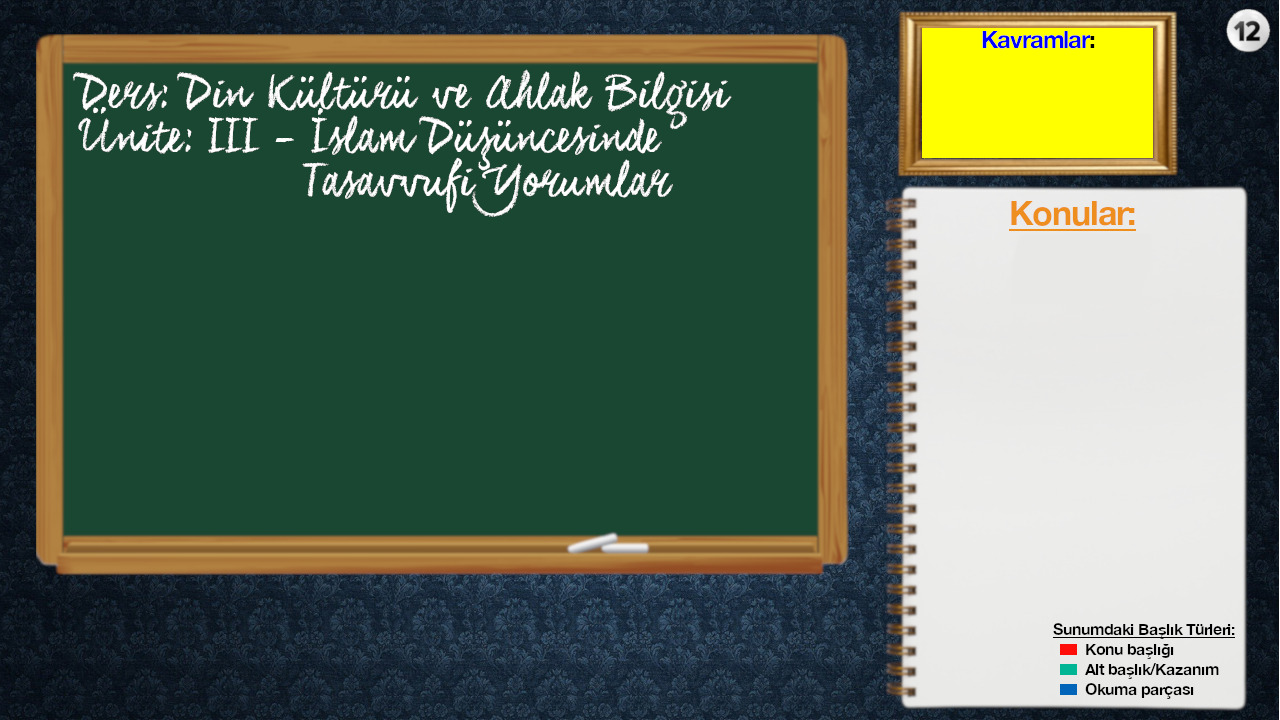 Ders: Din Kültürü ve Ahlak Bilgisi
Ünite: III - İslam Düşüncesinde
Tasavvufi Yorumlar
Kavramlar:
12
Konular:
Sunumdaki Başlık Türleri:
Konu başlığı
Alt başlık/Kazanım
Okuma parçası